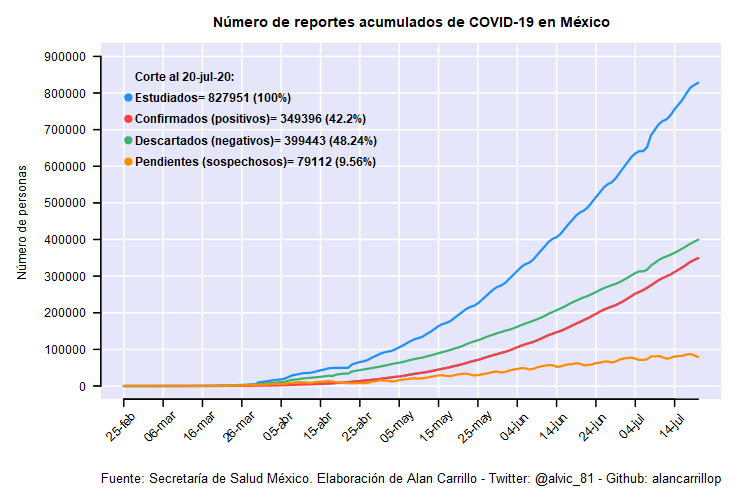 Número de reportes acumulados de COVID-19 en México
Número de personas
900000
800000
700000
600000
500000
400000
300000
200000
100000
0
Corte al 20-jul-20:
Estudiados= 827951 (100%)
Confirmados (positivos)= 349396 (42.2%)
Descartados (negativos)= 399443 (48.24%)
Pendientes (sospechosos)= 79112 (9.56%)
25-feb
06-mar
16-mar
26-mar
05-abr
15-abr
25-abr
05-may
15-may
25-may
04-jun
14-jun
24-jun
04-jul
14-jul
Fuente: Secretaría de Salud México. Elaboración de Alan Carrillo - Twitter: @alvic_81 - Github: alancarrillop